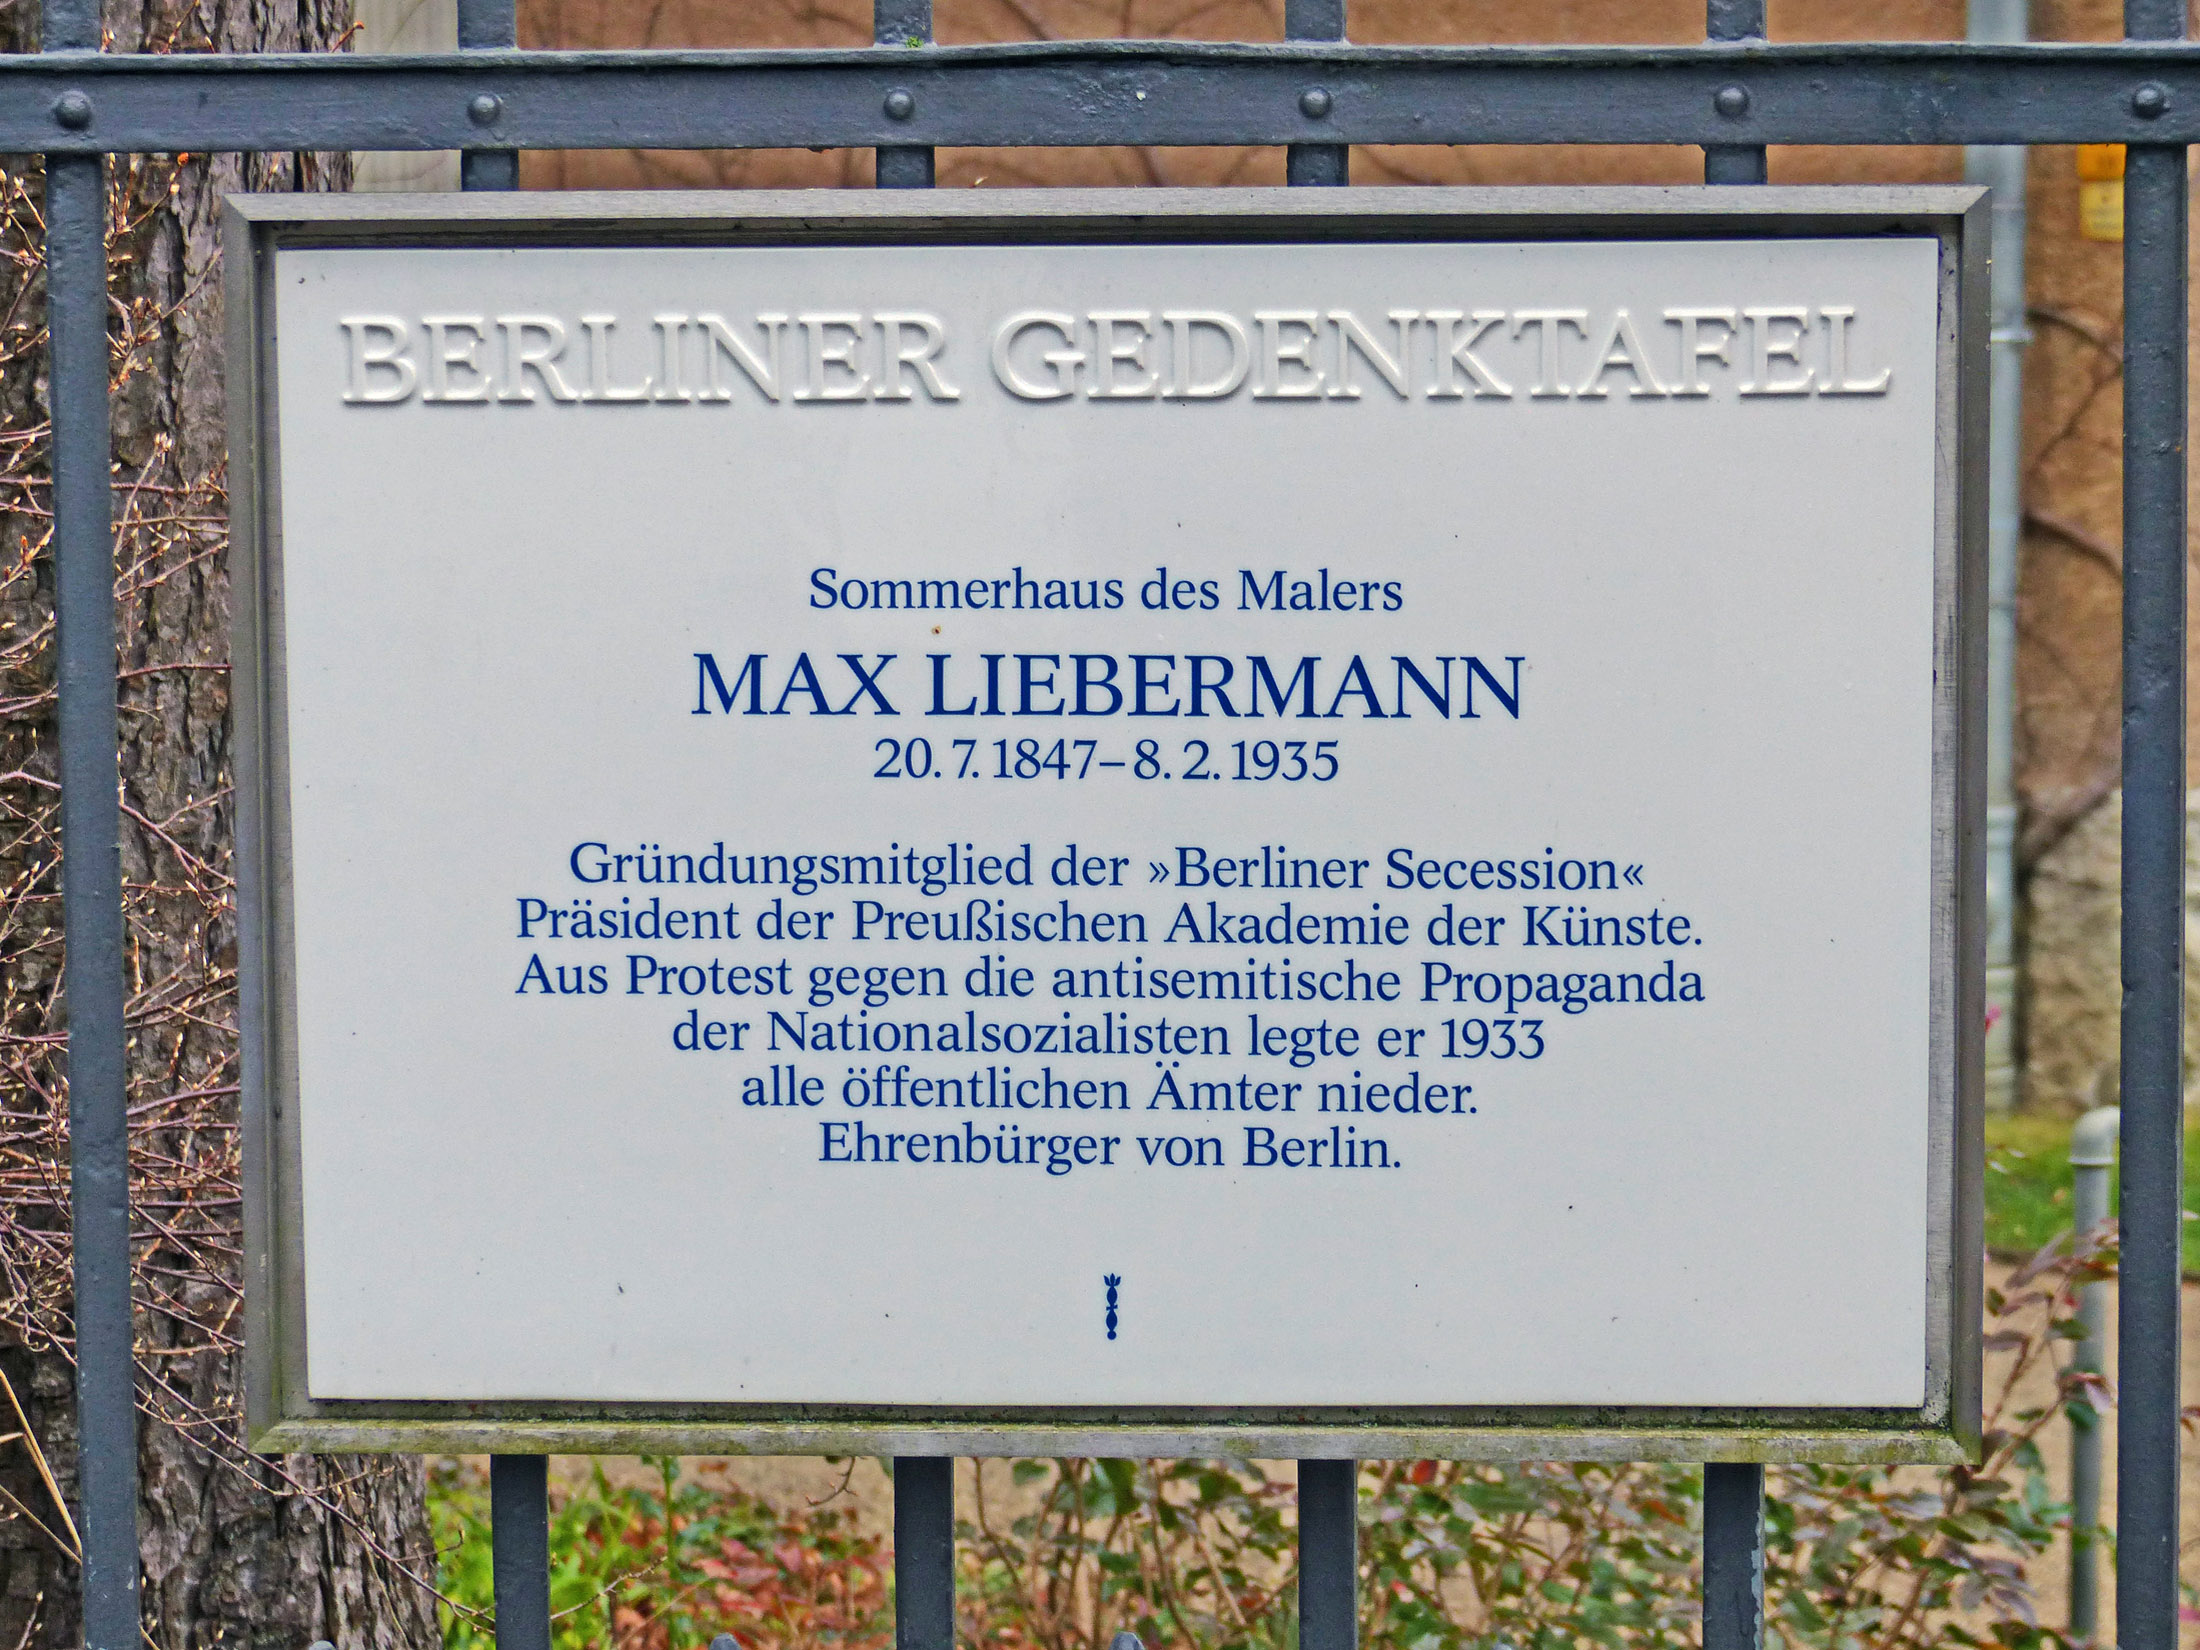 BERLINER GEDENKTAFEL
Sommerhaus des Malers
MAX LIEBERMANN
20.7.1847–8.2.1935
Gründungsmitglied der »Berliner Secession«
Präsident der Preußischen Akademie der Künste.
Aus Protest gegen die antisemitische Propaganda
der Nationalsozialisten legte er 1933
alle öffentlichen Ämter nieder.
Ehrenbürger von Berlin.